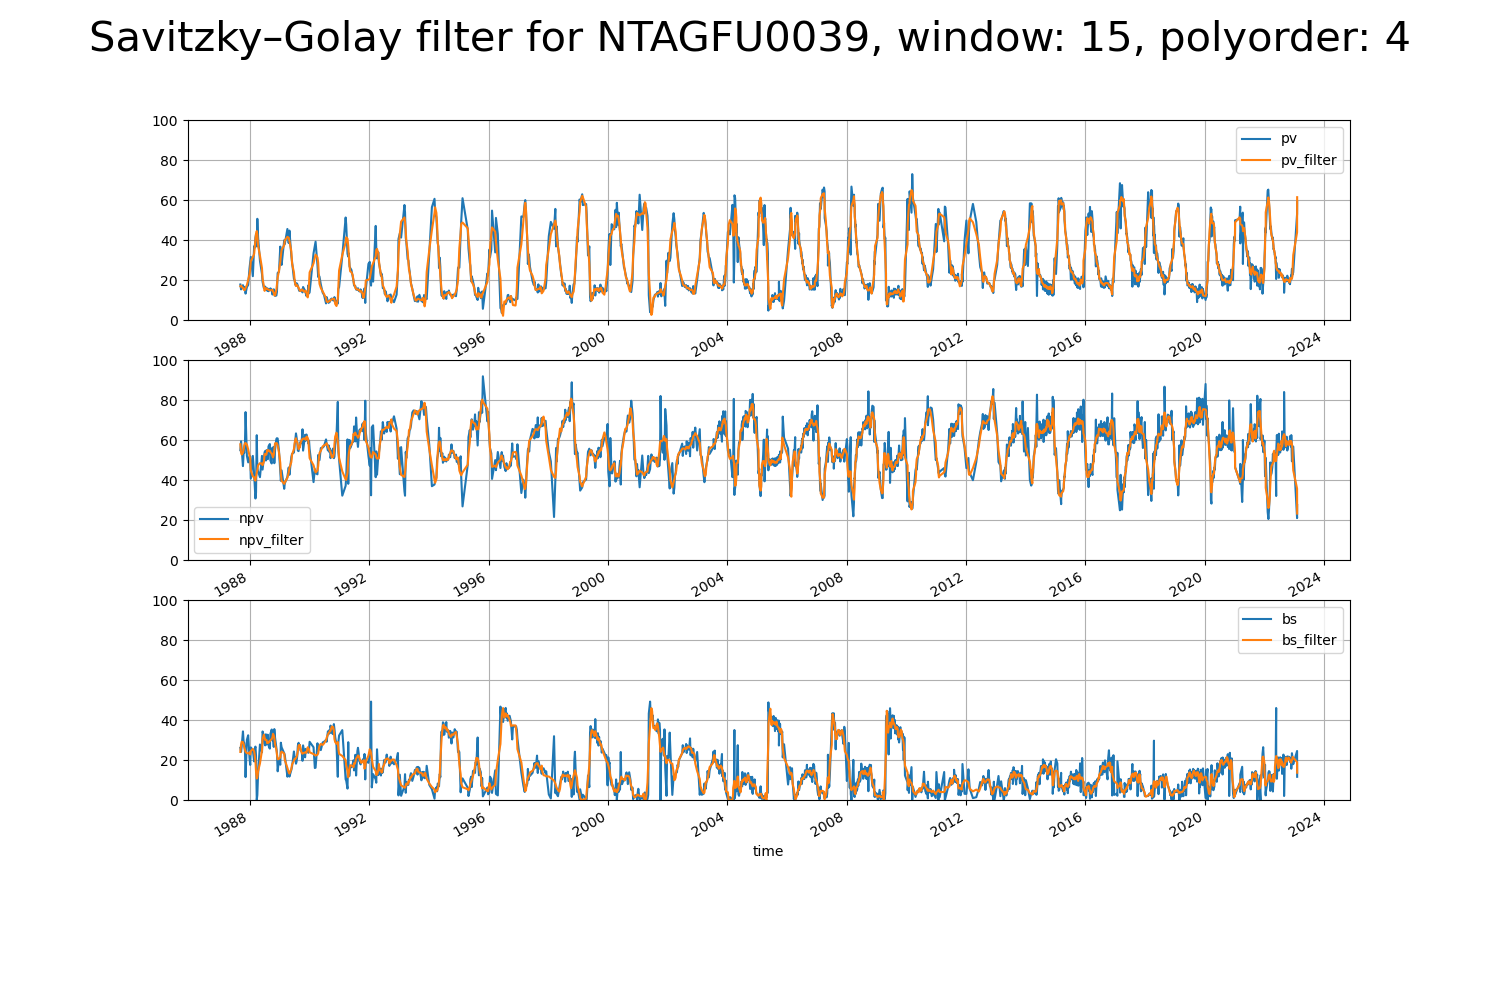 Savitzky–Golay filter for NTAGFU0039, window: 15, polyorder: 4
100
80
60
40
20
0
pv
pv_filter
1988 1992 1996 2000 2004 2008 2012 2016 2020 2024
100
80
60
40
20
0
npv
npv_filter
1988 1992 1996 2000 2004 2008 2012 2016 2020 2024
100
80
60
40
20
0
bs
bs_filter
1988 1992 1996 2000 2004 2008 2012 2016 2020 2024
time